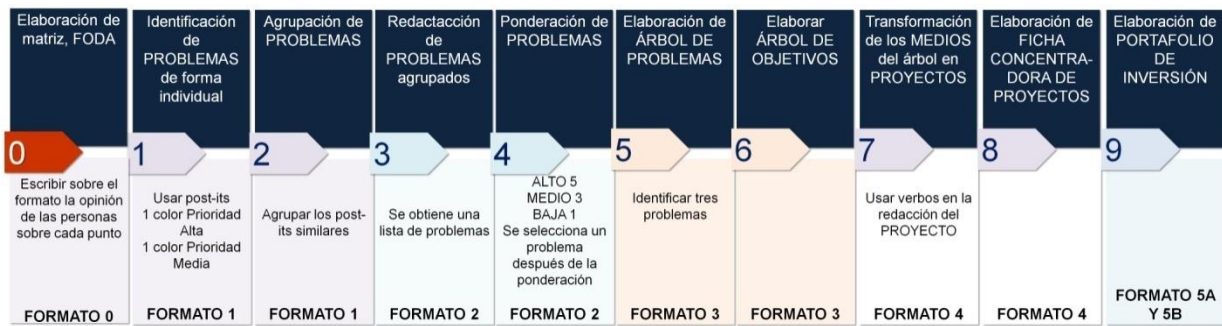 Elaboración de
matriz, FODA
0
Escribir sobre el
formato la opinión
de las personas
sobre cada punto
FORMATO 0
Identificación
de
PROBLEMAS
de forma
individual
1
Usar post-its
1 color Prioridad
Alta
1 color Prioridad
Media
FORMATO 1
Agrupación de
PROBLEMAS
2
Agrupar los post-
its similares
FORMATO 1
Redactacción
de
PROBLEMAS
agrupados
3
Se obtiene una
lista de problemas
FORMATO 2
Ponderación de
PROBLEMAS
4
ALTO 5
MEDIO 3
BAJA 1
Se selecciona un
problema
después de la
ponderación
FORMATO 2
Elaboración de
ÁRBOL DE
PROBLEMAS
5
Identificar tres
problemas
FORMATO 3
Elaborar
ÁRBOL DE
OBJETIVOS
6
FORMATO 3
Transformación
de los MEDIOS
del árbol en
PROYECTOS
7
Usar verbos en la
redacción del
PROYECTO
FORMATO 4
Elaboración de
FICHA
CONCENTRA-
DORA DE
PROYECTOS
8
FORMATO 4
Elaboración de
PORTAFOLIO
DE
INVERSIÓN
9
FORMATO 5A
Y 5B